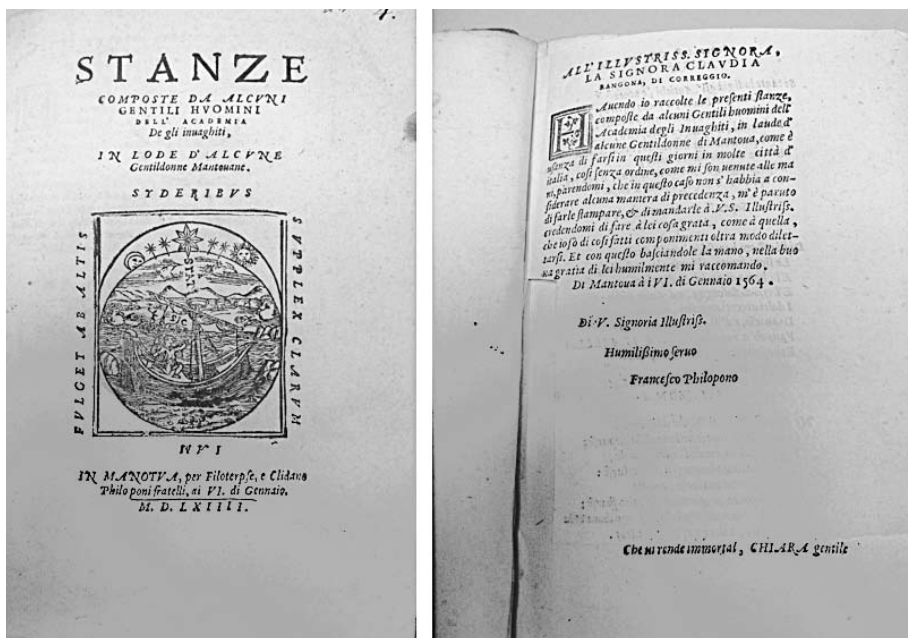 STANZE
COMPOSTE DA ALCVNI
GENTILI HVOMINI
DELL' ACADEMIA
De gli inuaghiti,
IN LODE D'ALCVNE
Gentildonne Mantouane.
SYDERIBVS
FVLGET AB ALTIS
SVPPLEX CLARVM
IN MANOTVA, per Filoterpse, e Clidano
Philoponi fratelli, ai VI. di Gennaio.
M. D. LXIIII.
ALL'ILLVSTRISS. SIGNORA,
LA SIGNORA CLAVDIA
RANGONA, DI CORREGGIO.
HAuendo io raccolte le presenti stanze,
composte da alcuni Gentili huomini dell'
Academia degli Inuaghiti, in laude d'
alcune Gentildonne di Mantoua, come è
usanza di farsi in questi giorni in molte città d'
italia, cosi senza ordine, come mi son uenute alle ma
ni, parendomi, che in questo caso non s'habbia a con
siderare alcuna maniera di precedenza, m'è paruto
di farle stampare, & di mandarle à .V.S. Illustriss.
credendomi di fare à lei cosa grata, come à quella,
che io sò di cosi fatti componimenti oltra modo dilet-
tarsi. Et con questo basciandole la mano, nella buo
na gratia di lei humilmente mi raccomando.
Di Mantoua à i VI. di Gennaio 1564.
Di V. Signoria Illustriss.
Humilissimo seruo
Francesco Philopono
Che ui rende immortal, CHIARA gentile